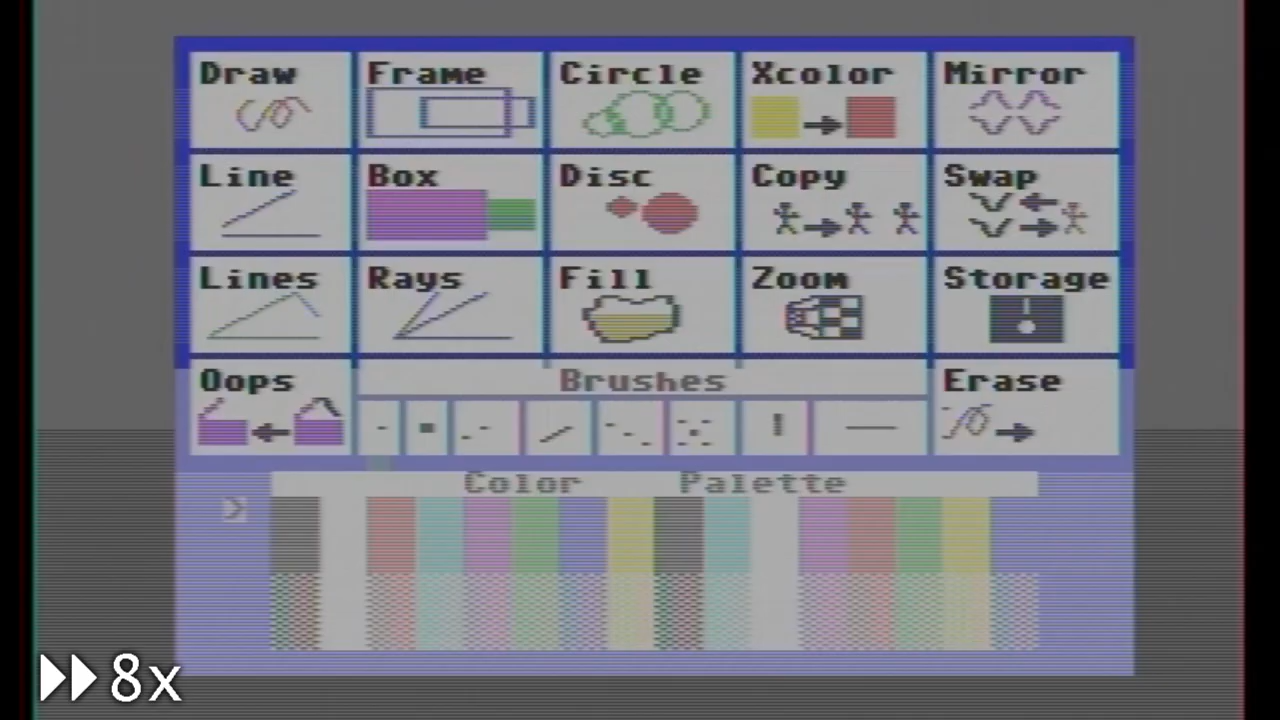 Draw Frame Circle Xcolor Mirror
Line Box Disc Copy Swap
Lines Rays Fill Zoom Storage
Oops Brushes Erase
Color Palette
8x